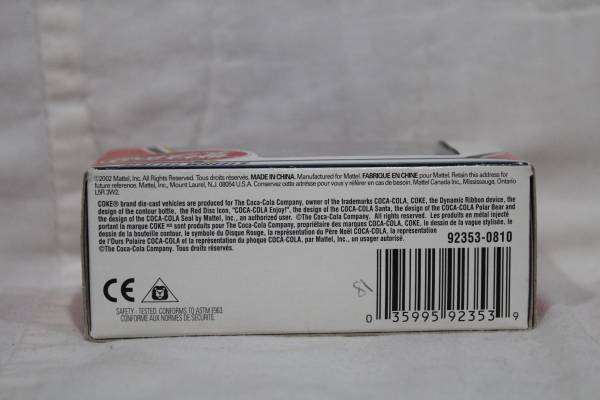 ©2002 Mattel, Inc. All Rights Reserved. Tous droits réservés. MADE IN CHINA. Manufactured for Mattel. FABRIQUÉ EN CHINE pour Mattel. Retain this address for
future reference. Mattel, Inc., Mount Laurel, N.J. 08054 U.S.A. Conservez cette adresse pour vous y référer en cas de besoin. Mattel Canada Inc., Mississauga, Ontario
L5R 3W2.
COKE® brand die-cast vehicles are produced for The Coca-Cola Company, owner of the trademarks COCA-COLA, COKE, the Dynamic Ribbon device, the
design of the contour bottle, the Red Disc Icon, "COCA-COLA Enjoy!", the design of the COCA-COLA Santa, the design of the COCA-COLA Polar Bear and
the design of the COCA-COLA Seal by Mattel, Inc., an authorized user. ©The Coca-Cola Company. All rights reserved. Les produits en métal injecté
portant la marque COKE sont produits pour The Coca-Cola Company, propriétaire des marques COCA-COLA, COKE, le dessin de la vague stylisée, le
dessin de la bouteille contour, le symbole du Disque Rouge, la représentation du Père Noël COCA-COLA, la représentation
de l'Ours Polaire COCA-COLA et la représentation du phoque COCA-COLA, par Mattel, Inc., un usager autorisé.
©The Coca-Cola Company. Tous droits réservés.
92353-0810
CE
18
SAFETY - TESTED. CONFORMS TO ASTM F963
CONFORME AUX NORMES DE SÉCURITÉ.
0 35995 92353 9